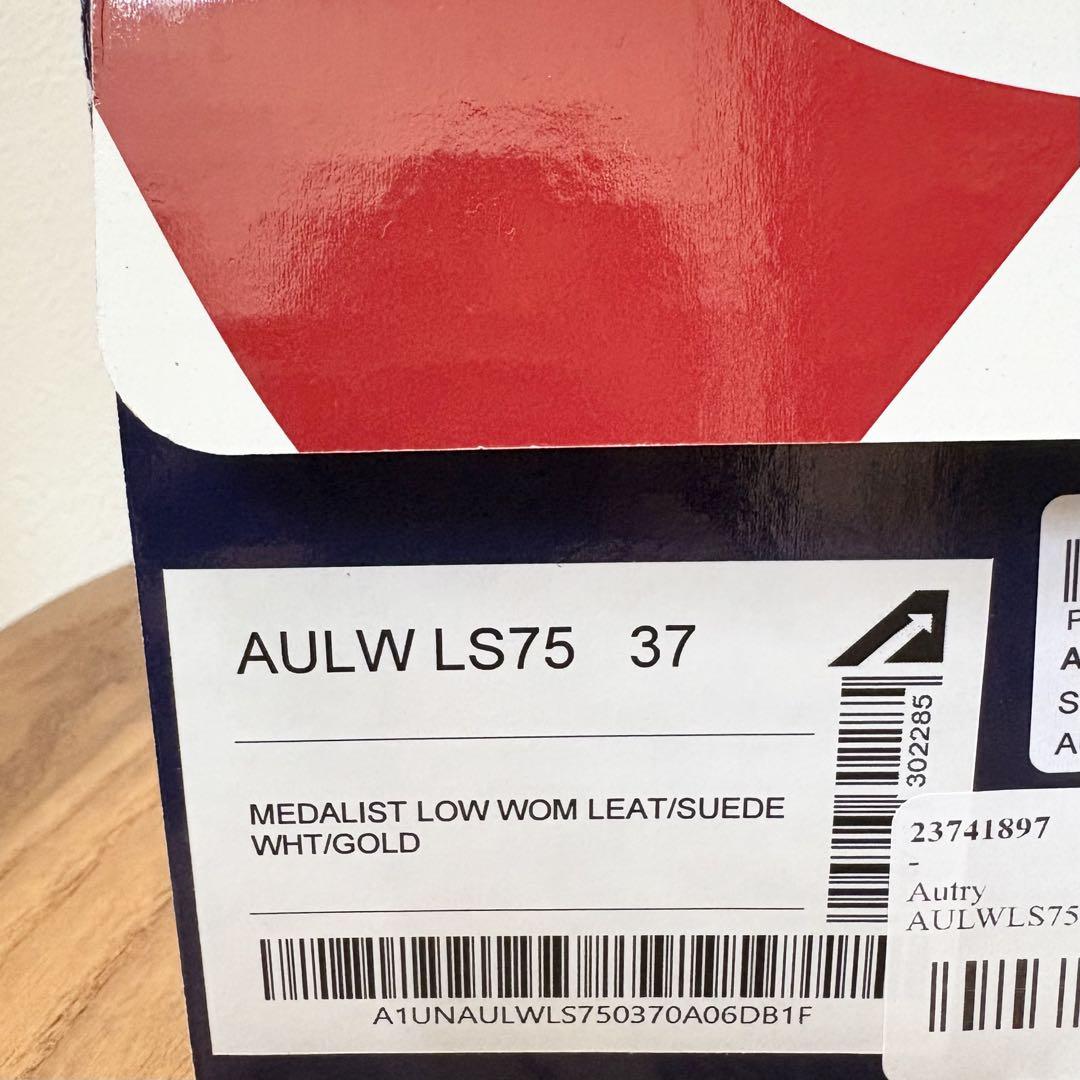 AULW LS75 37
302285
MEDALIST LOW WOM LEAT/SUEDE
WHT/GOLD
A1UNAULWLS750370A06DB1F
23741897
-
Autry
AULWLS75